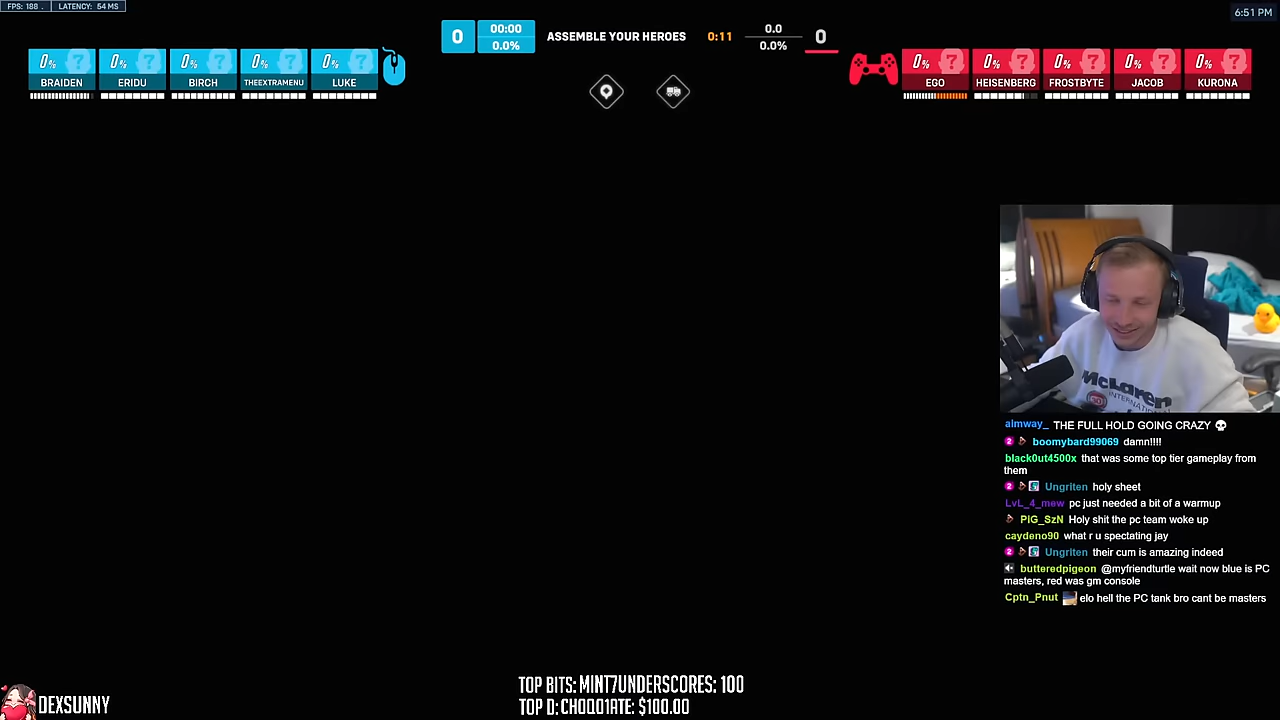 FPS: 188 . LATENCY: 54 MS
6:51 PM
0 00:00 0.0% ASSEMBLE YOUR HEROES 0:11 0.0 0.0% 0
0% 0% 0% 0% 0%
BRAIDEN ERIDU BIRCH THEEXTRAMENU LUKE
0% 0% 0% 0% 0%
EGO HEISENBERG FROSTBYTE JACOB KURONA
McLaren
INTERNATIONAL
almway_ THE FULL HOLD GOING CRAZY 💀
2 boomybard99069 damn!!!!
black0ut4500x that was some top tier gameplay from
them
2 Ungriten holy sheet
LvL_4_mew pc just needed a bit of a warmup
PIG_SzN Holy shit the pc team woke up
caydeno90 what r u spectating jay
2 Ungriten their cum is amazing indeed
butteredpigeon @myfriendturtle wait now blue is PC
masters, red was gm console
Cptn_Pnut elo hell the PC tank bro cant be masters
DEXSUNNY
TOP BITS: MINT7UNDERSCORES: 100
TOP D: CHOQO1ATE: $100.00